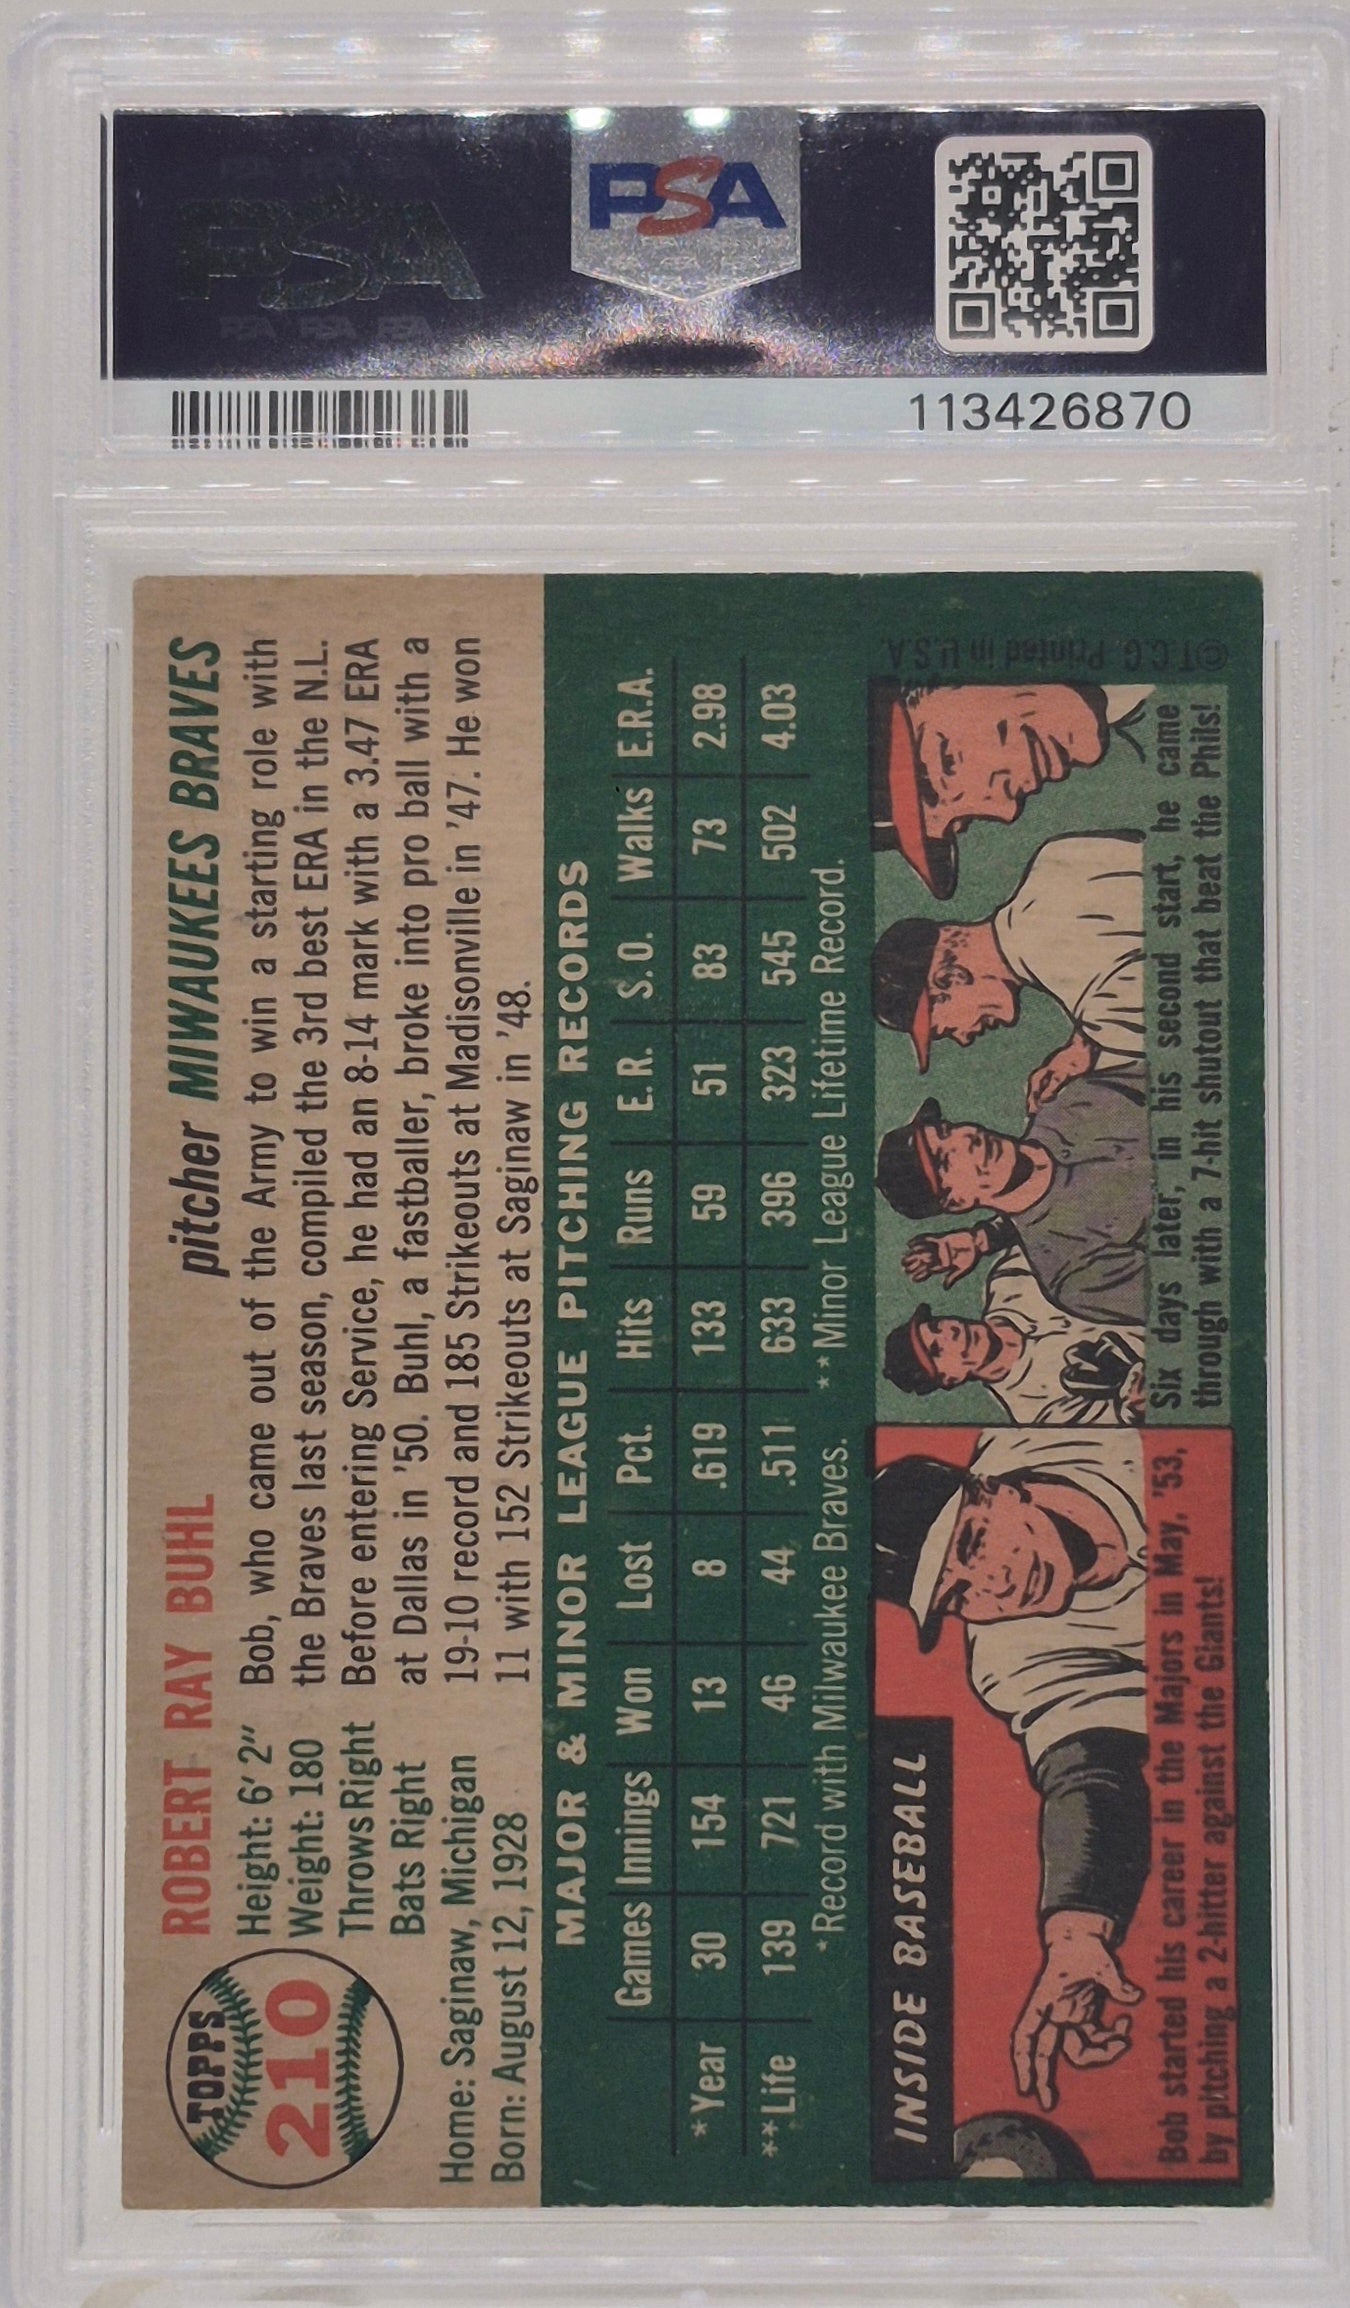 PSA
PSA
PSA PSA PSA
113426870
TOPPS
210
ROBERT RAY BUHL
pitcher MIWAUKEES BRAVES
Height: 6' 2"
Weight: 180
Throws Right
Bats Right
Home: Saginaw, Michigan
Born: August 12, 1928
Bob, who came out of the Army to win a starting role with
the Braves last season, compiled the 3rd best ERA in the N.L.
Before entering Service, he had an 8-14 mark with a 3.47 ERA
at Dallas in '50. Buhl, a fastballer, broke into pro ball with a
19-10 record and 185 Strikeouts at Madisonville in '47. He won
11 with 152 Strikeouts at Saginaw in '48.
MAJOR & MINOR LEAGUE PITCHING RECORDS
Games Innings Won Lost Pct. Hits Runs E.R. S.O. Walks E.R.A.
*Year 30 154 13 8 .619 133 59 51 83 73 2.98
**Life 139 721 46 44 .511 633 396 323 545 502 4.03
*Record with Milwaukee Braves. **Minor League Lifetime Record.
INSIDE BASEBALL
Bob started his career in the Majors in May, '53,
by pitching a 2-hitter against the Giants!
Six days later, in his second start, he came
through with a 7-hit shutout that beat the Phils!
©T.C.G. Printed in U.S.A.